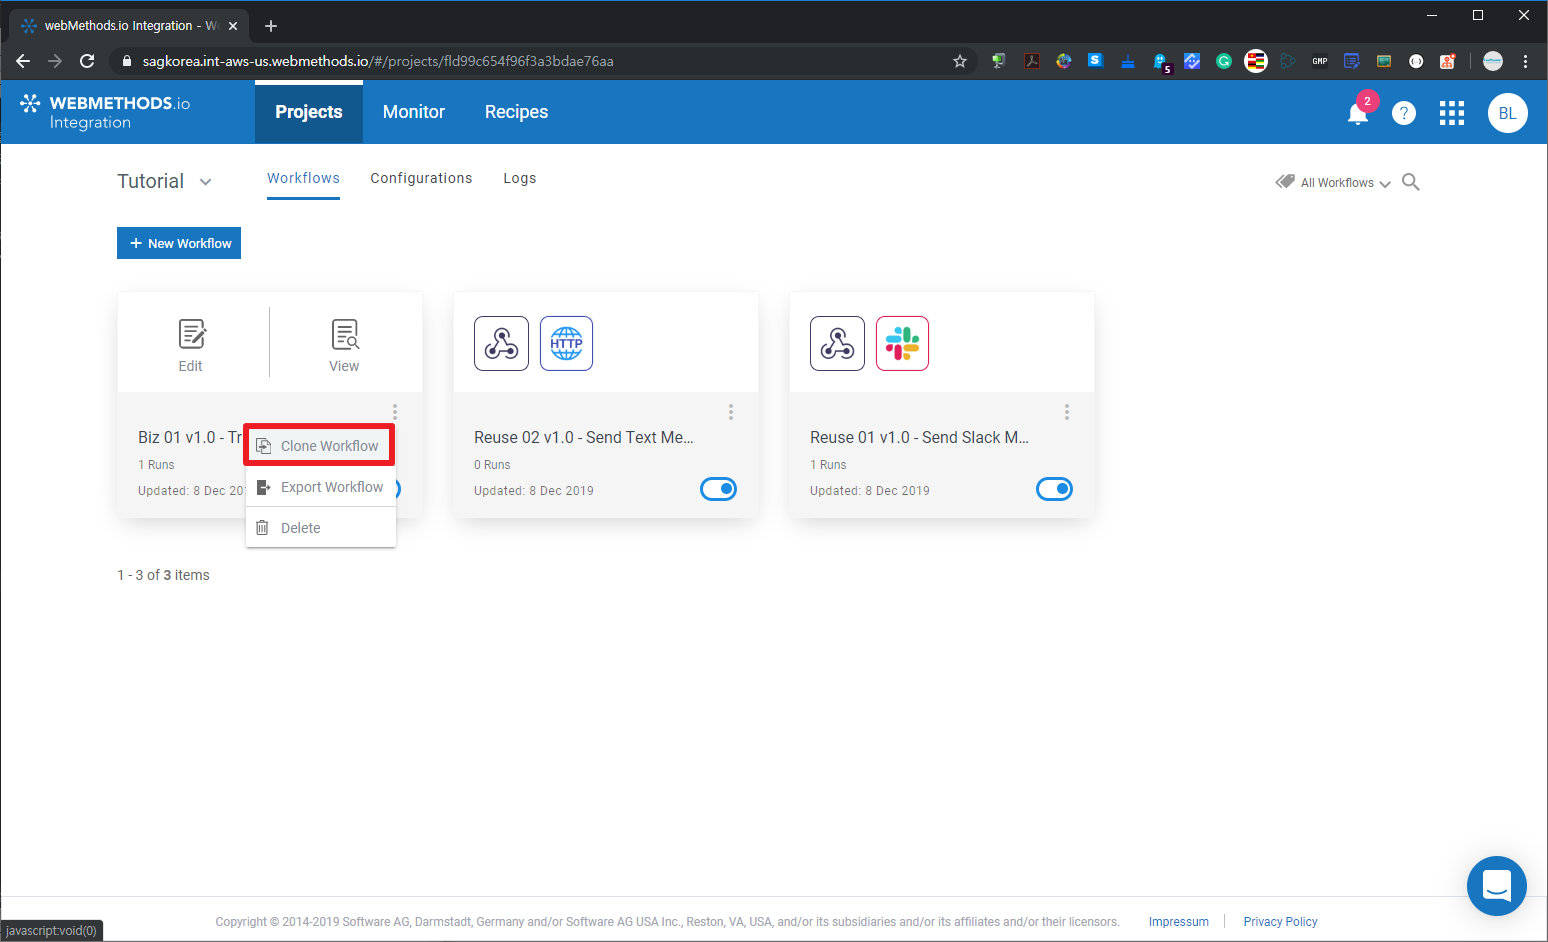 webMethods.io Integration - W
sagkorea.int-aws-us.webmethods.io/#/projects/fld99c654f96f3a3bdae76aa
S
5
G
GMP
WEBMETHODS.io
Integration
Projects
Monitor
Recipes
2
?
BL
Tutorial
Workflows
Configurations
Logs
All Workflows
+ New Workflow
Edit
View
HTTP
Biz 01 v1.0 - Tr
1 Runs
Updated: 8 Dec 201
Clone Workflow
Export Workflow
Delete
Reuse 02 v1.0 - Send Text Me...
0 Runs
Updated: 8 Dec 2019
Reuse 01 v1.0 - Send Slack M...
1 Runs
Updated: 8 Dec 2019
1 - 3 of 3 items
Copyright © 2014-2019 Software AG, Darmstadt, Germany and/or Software AG USA Inc., Reston, VA, USA, and/or its subsidiaries and/or its affiliates and/or their licensors.
Impressum
Privacy Policy
javascript:void(0)